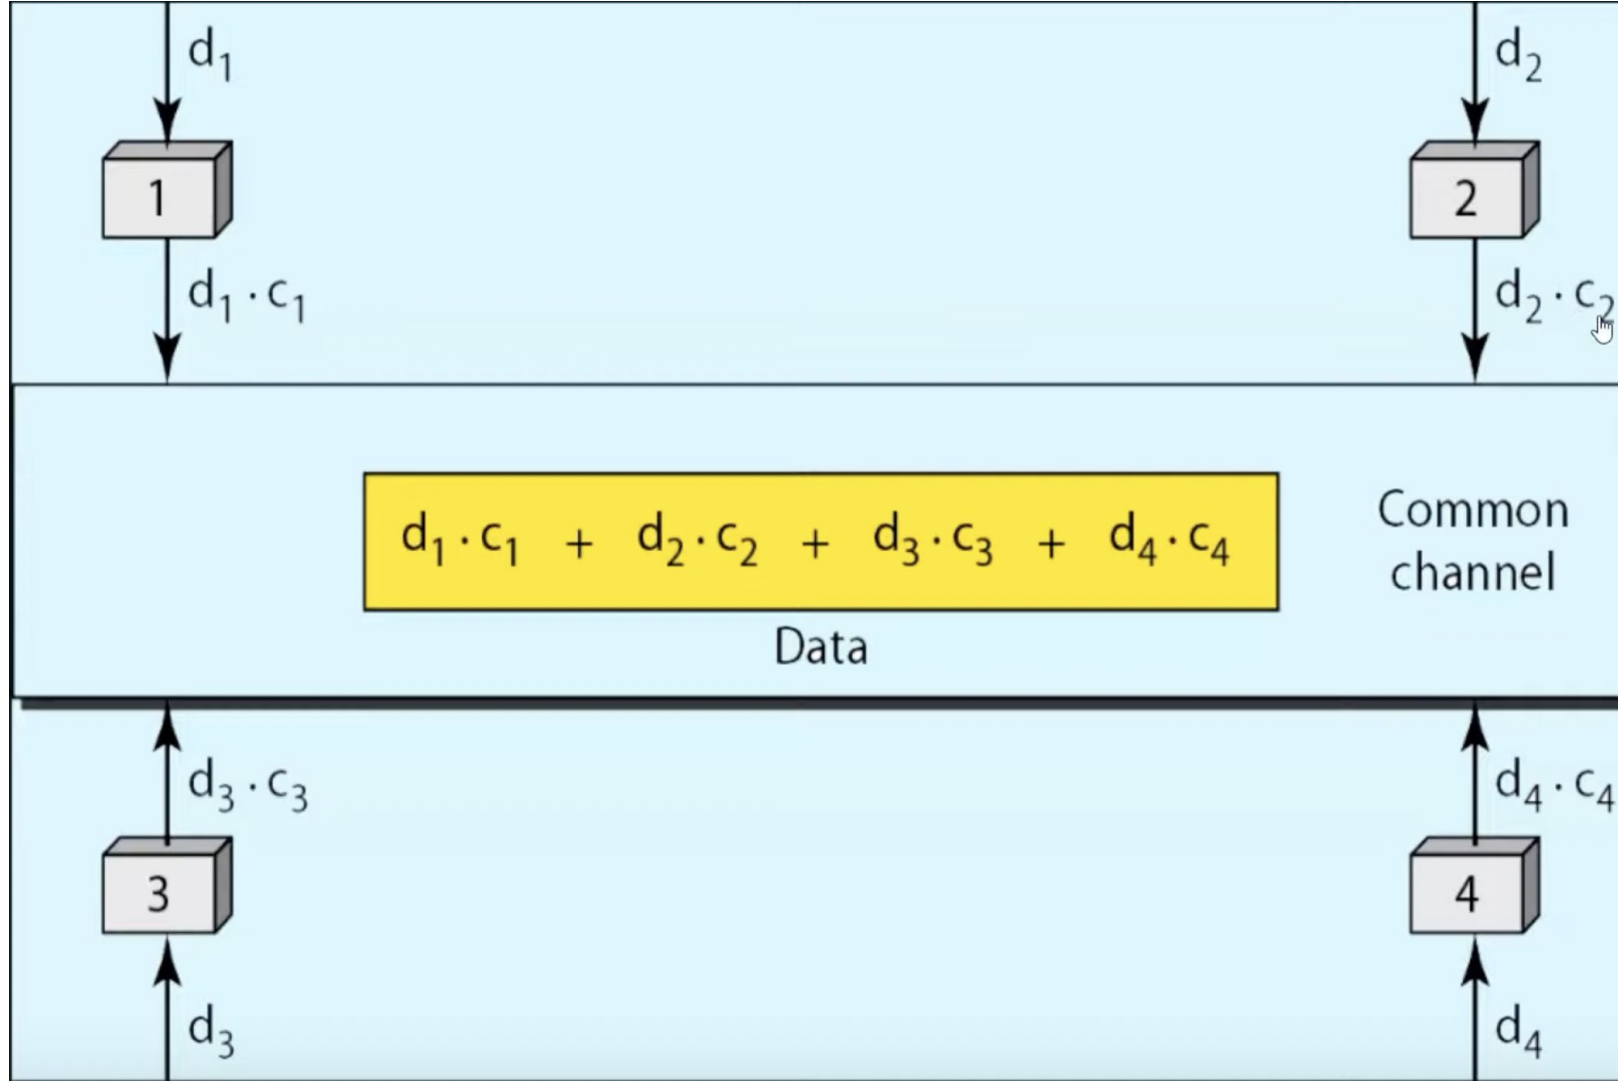 d₁ d₂
1 2
d₁ · c₁ d₂ · c₂
d₁ · c₁ + d₂ · c₂ + d₃ · c₃ + d₄ · c₄
Common
channel
Data
d₃ · c₃ d₄ · c₄
3 4
d₃ d₄